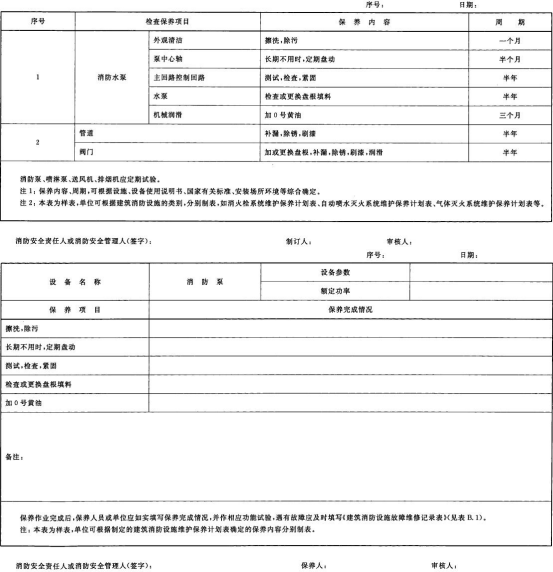 序号： 日期：
序号 检查保养项目 保养内容 周期
1 消防水泵 外观清洁 擦洗,除污 一个月
泵中心轴 长期不用时,定期盘动 半个月
主回路控制回路 测试,检查,紧固 半年
水泵 检查或更换盘根填料 半年
机械润滑 加0号黄油 三个月
2 管道 补漏,除锈,刷漆 半年
阀门 加或更换盘根,补漏,除锈,刷漆,润滑 半年
消防泵、喷淋泵、送风机、排烟机应定期试验。
注1：保养内容、周期,可根据设施、设备使用说明书、国家有关标准、安装场所环境等综合确定。
注2：本表为样表,单位可根据建筑消防设施的类别,分别制表,如消火栓系统维护保养计划表、自动喷水灭火系统维护保养计划表、气体灭火系统维护保养计划表等。
消防安全责任人或消防安全管理人(签字)： 制订人： 审核人：
序号： 日期：
设备名称 消防泵 设备参数
额定功率
保养项目 保养完成情况
擦洗,除污
长期不用时,定期盘动
测试,检查,紧固
检查或更换盘根填料
加0号黄油
备注：
保养作业完成后,保养人员或单位应如实填写保养完成情况,并作相应功能试验,遇有故障应及时填写《建筑消防设施故障维修记录表》(见表B.1)。
注：本表为样表,单位可根据制定的建筑消防设施维护保养计划表确定的保养内容分别制表。
消防安全责任人或消防安全管理人(签字)： 保养人： 审核人：